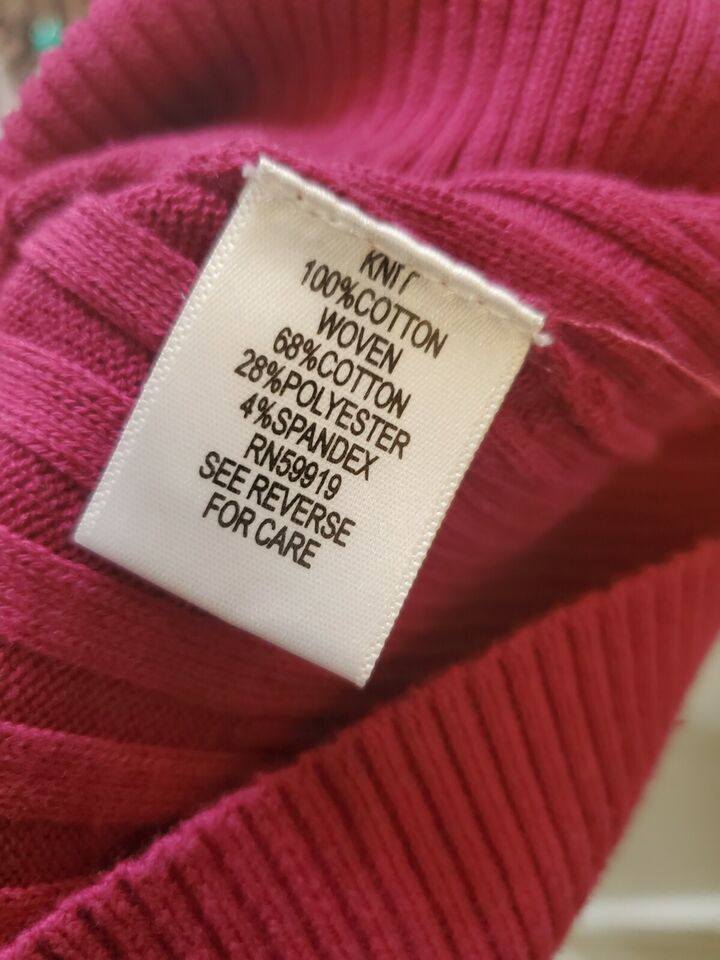 KNIT
100%COTTON
WOVEN
68%COTTON
28%POLYESTER
4%SPANDEX
RN59919
SEE REVERSE
FOR CARE